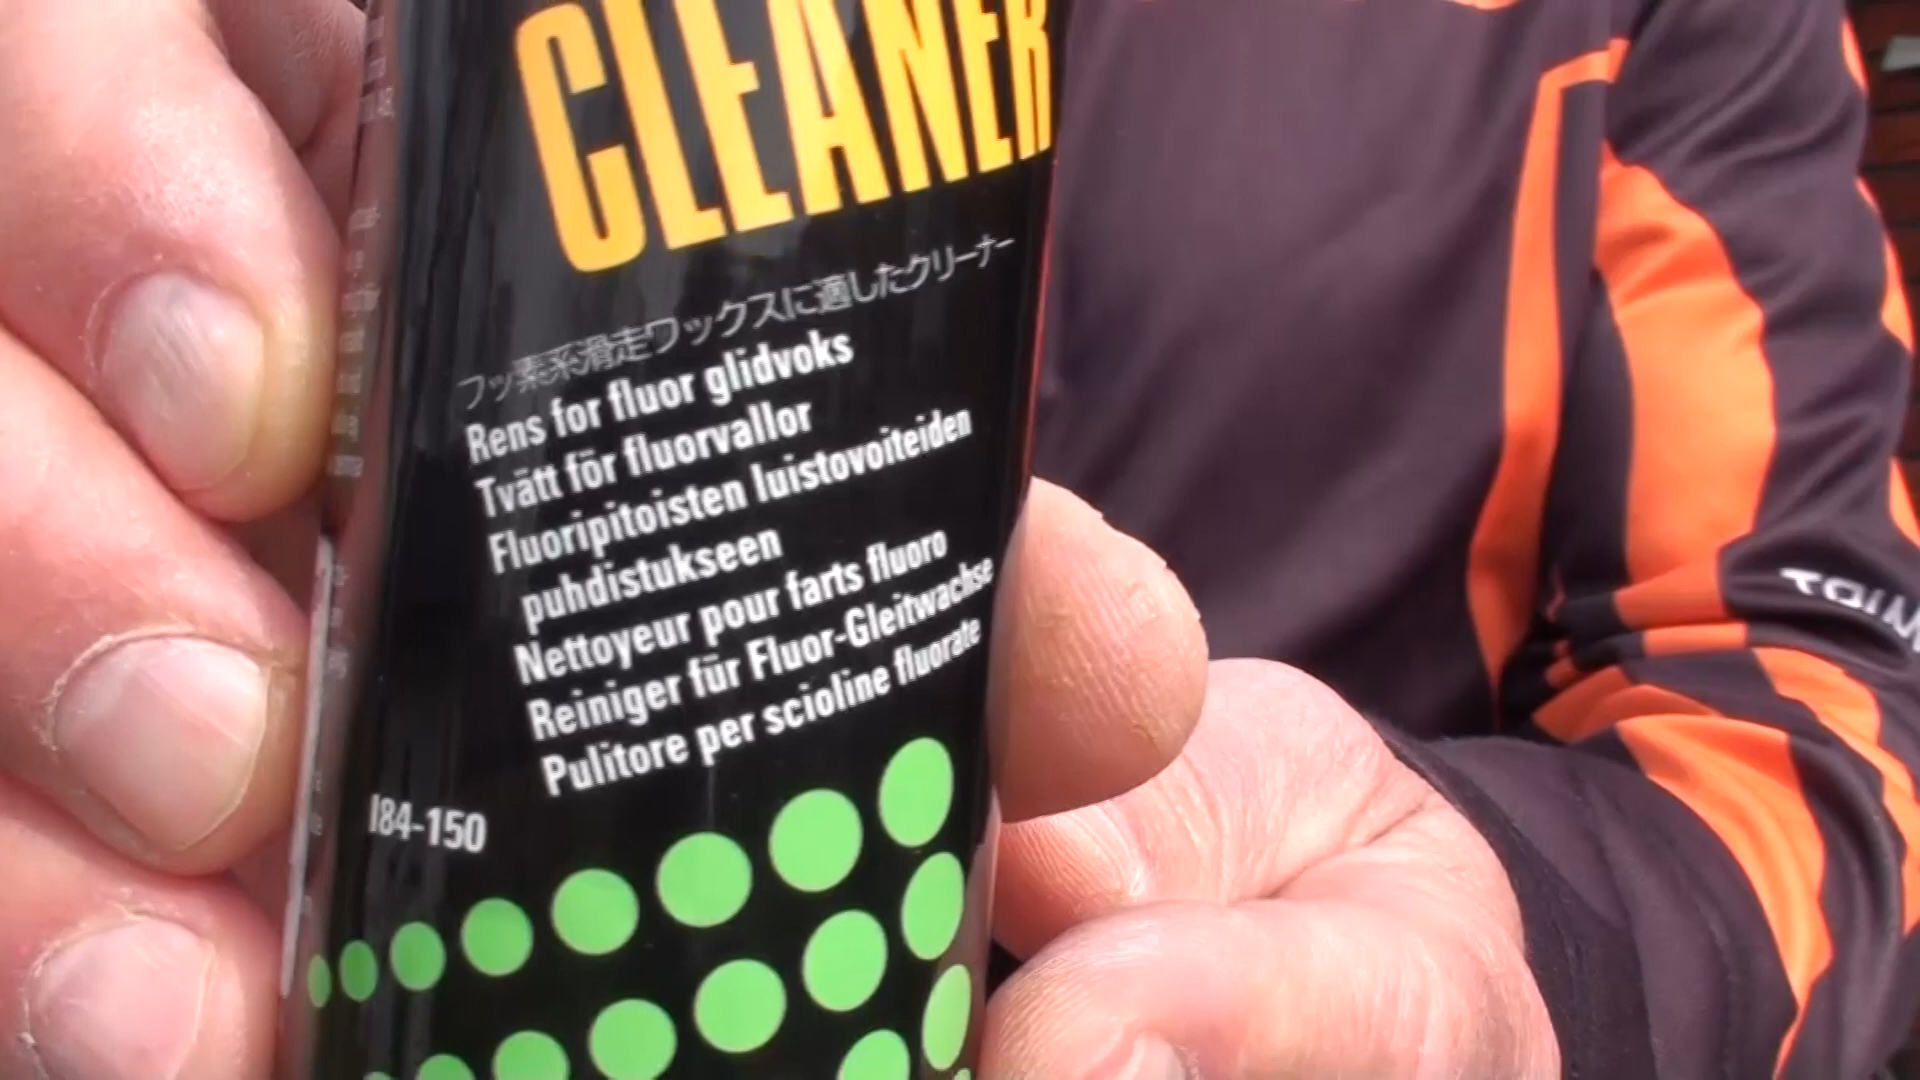 CLEANER
フッ素系滑走ワックスに適したクリーナー
Rens for fluor glidvoks
Tvätt för fluorvallor
Fluoripitoisten luistovoiteiden
puhdistukseen
Nettoyeur pour farts fluoro
Reiniger für Fluor-Gleitwachse
Pulitore per scioline fluorate
I84-150